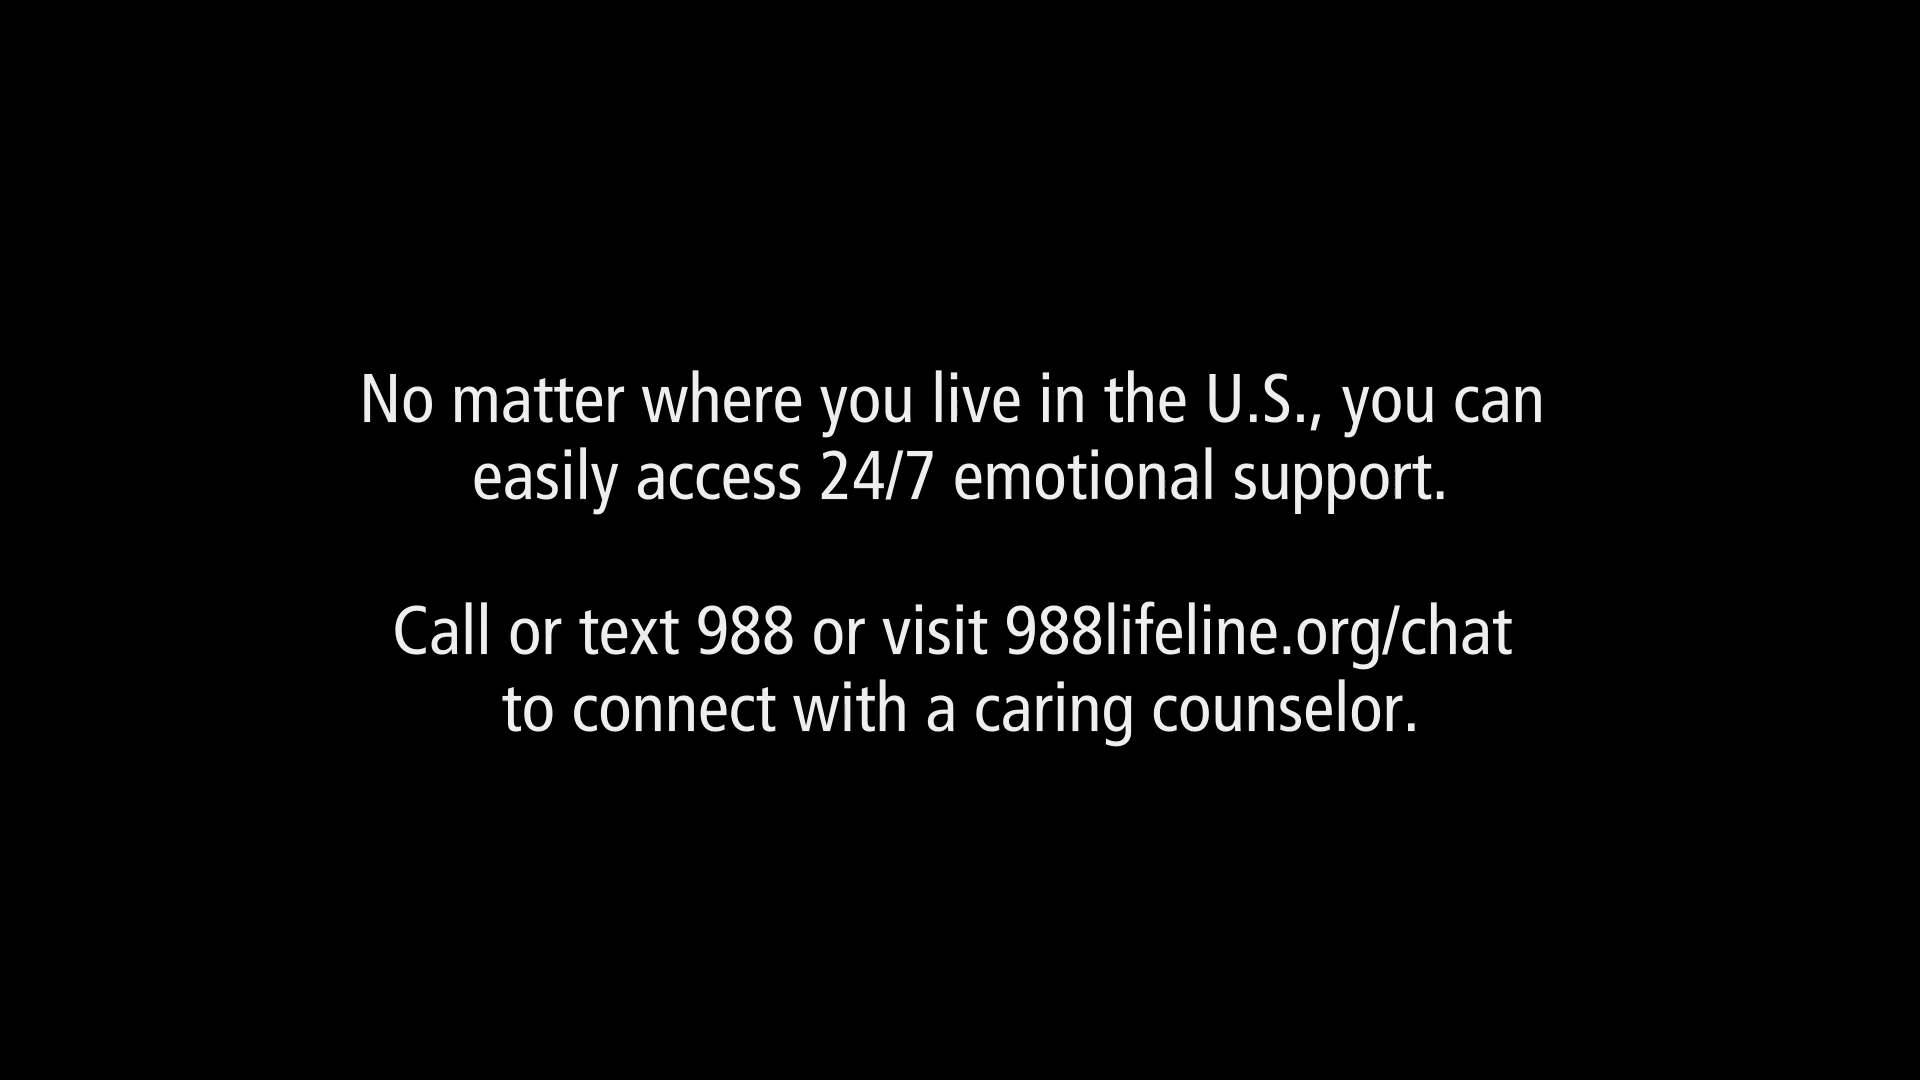 No matter where you live in the U.S., you can
easily access 24/7 emotional support.
Call or text 988 or visit 988lifeline.org/chat
to connect with a caring counselor.